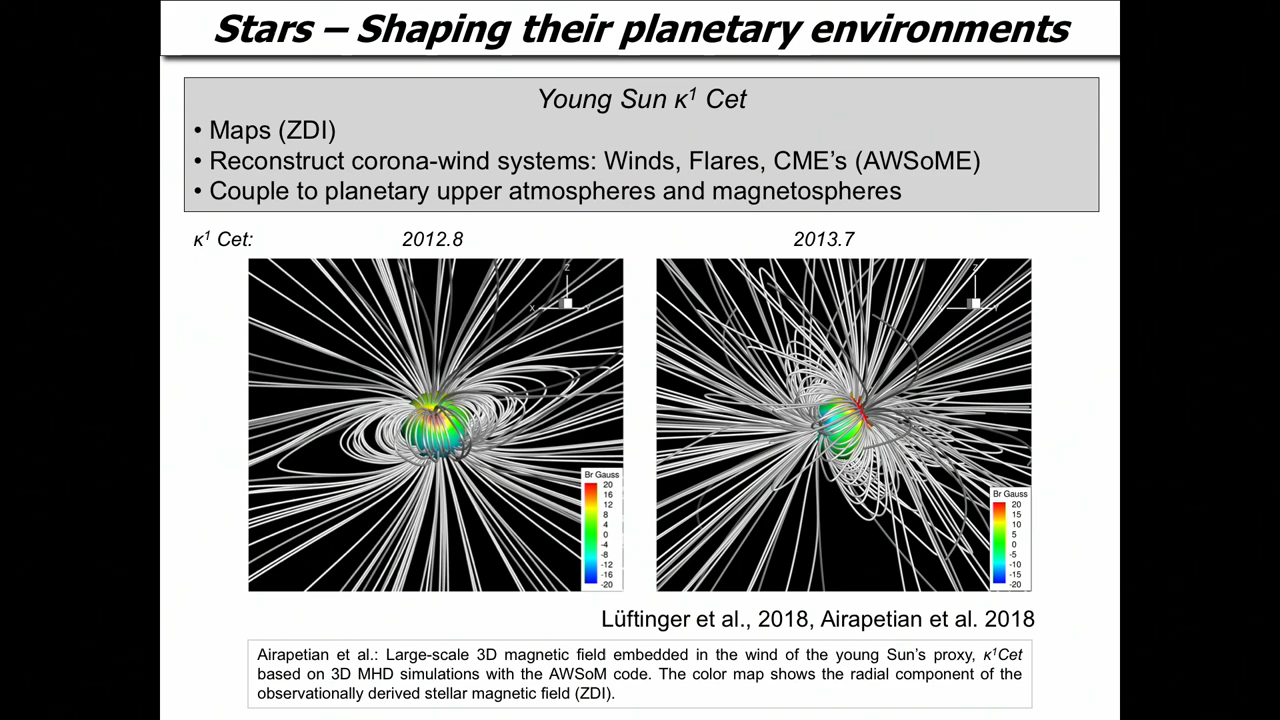 Stars – Shaping their planetary environments
Young Sun κ¹ Cet
• Maps (ZDI)
• Reconstruct corona-wind systems: Winds, Flares, CME's (AWSoME)
• Couple to planetary upper atmospheres and magnetospheres
κ¹ Cet: 2012.8 2013.7
Z
X
Br Gauss
20
16
12
8
4
0
-4
-8
-12
-16
-20
Z
Y
Br Gauss
20
15
10
5
0
-5
-10
-15
-20
Lüftinger et al., 2018, Airapetian et al. 2018
Airapetian et al.: Large-scale 3D magnetic field embedded in the wind of the young Sun's proxy, κ¹Cet
based on 3D MHD simulations with the AWSoM code. The color map shows the radial component of the
observationally derived stellar magnetic field (ZDI).